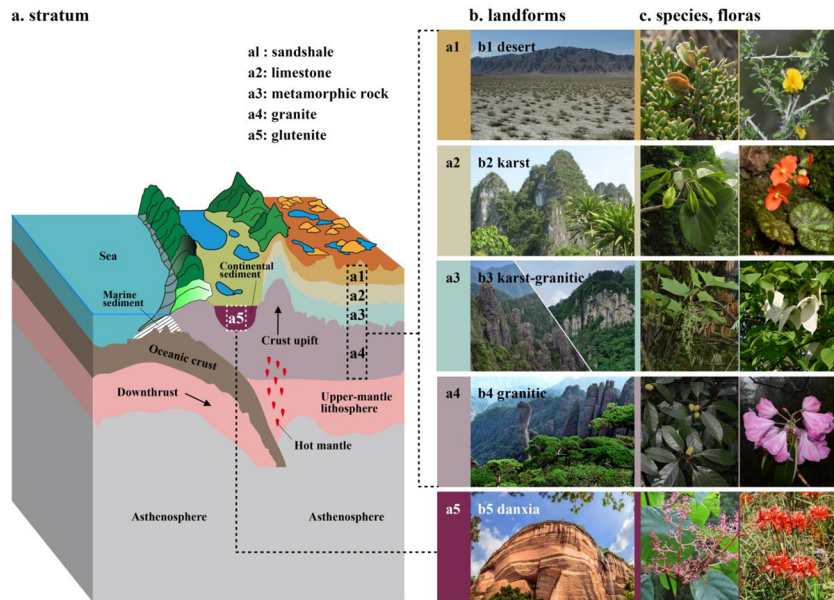 a. stratum
al : sandshale
a2: limestone
a3: metamorphic rock
a4: granite
a5: glutenite
Sea
Continental
sediment
Marine
sediment
a5
a1
a2
a3
a4
Crust upift
Oceanic crust
Downthrust
Upper-mantle
lithosphere
Hot mantle
Asthenosphere
Asthenosphere
b. landforms
c. species, floras
a1
b1 desert
a2
b2 karst
a3
b3 karst-granitic
a4
b4 granitic
a5
b5 danxia